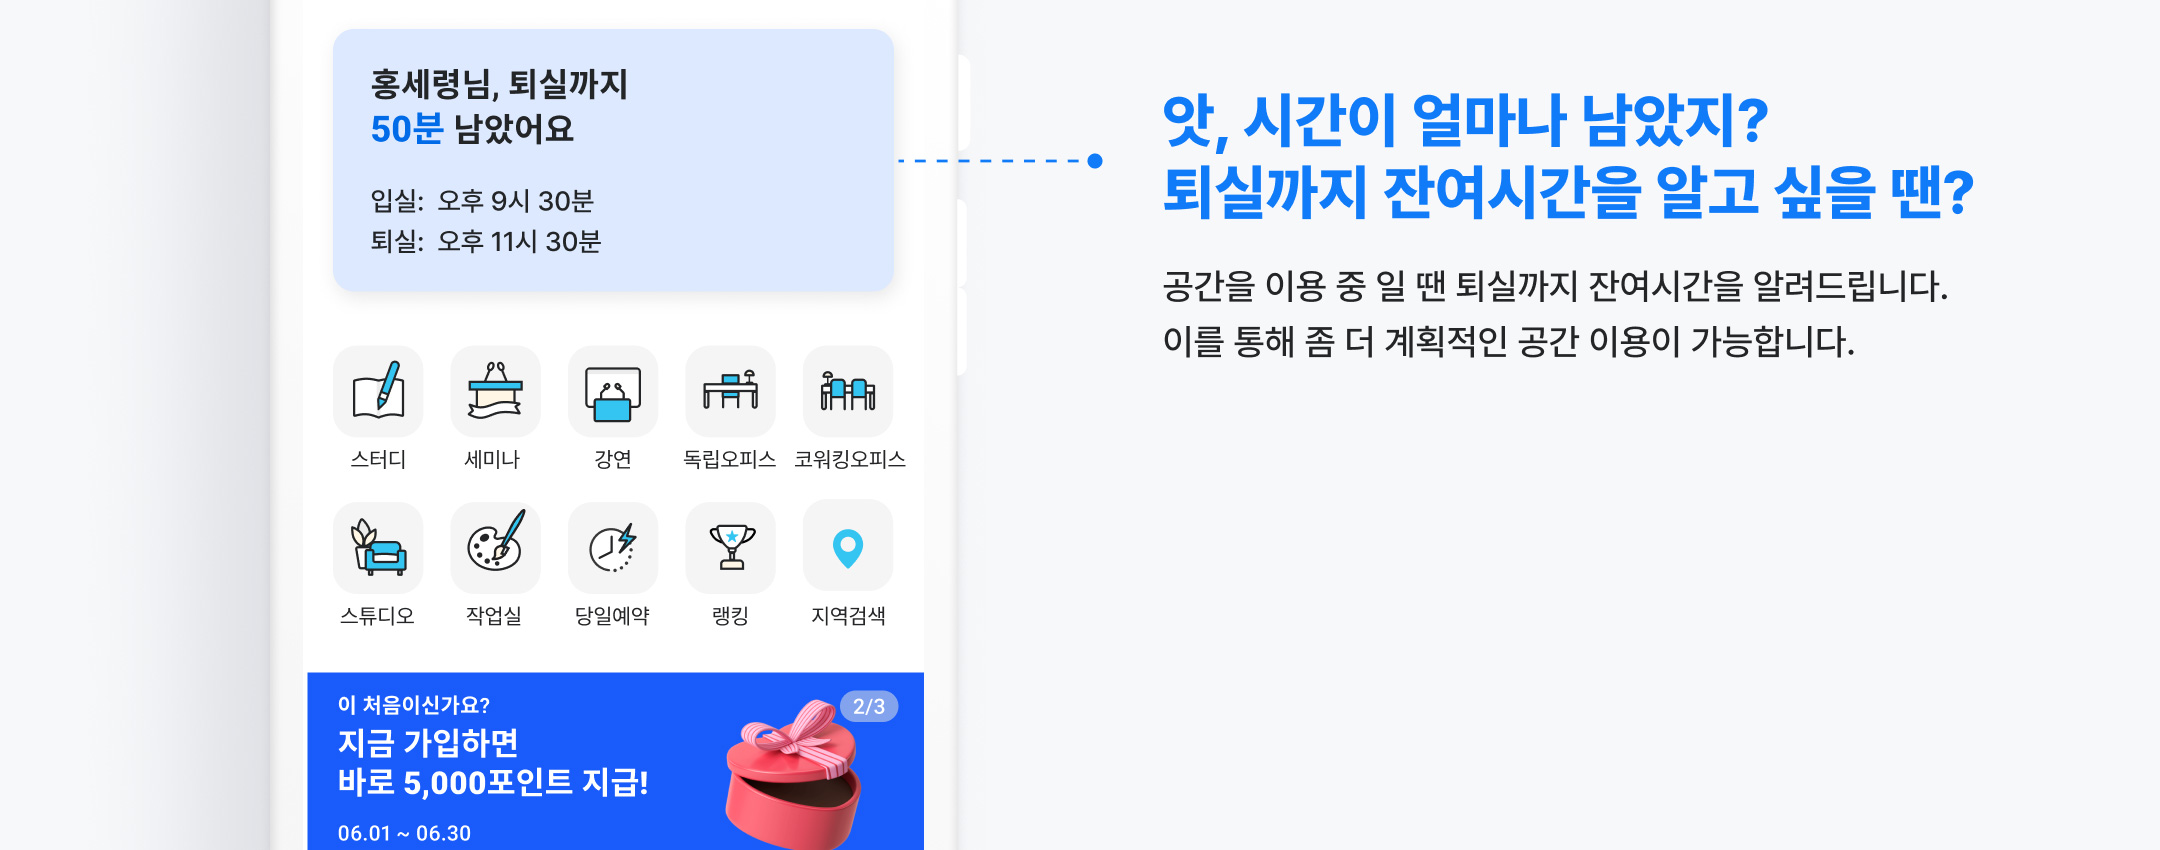 홍세령님, 퇴실까지
50분 남았어요
입실: 오후 9시 30분
퇴실: 오후 11시 30분
앗, 시간이 얼마나 남았지?
퇴실까지 잔여시간을 알고 싶을 땐?
공간을 이용 중 일 땐 퇴실까지 잔여시간을 알려드립니다.
이를 통해 좀 더 계획적인 공간 이용이 가능합니다.
스터디 세미나 강연 독립오피스 코워킹오피스
스튜디오 작업실 당일예약 랭킹 지역검색
이 처음이신가요?
2/3
지금 가입하면
바로 5,000포인트 지급!
06.01 ~ 06.30